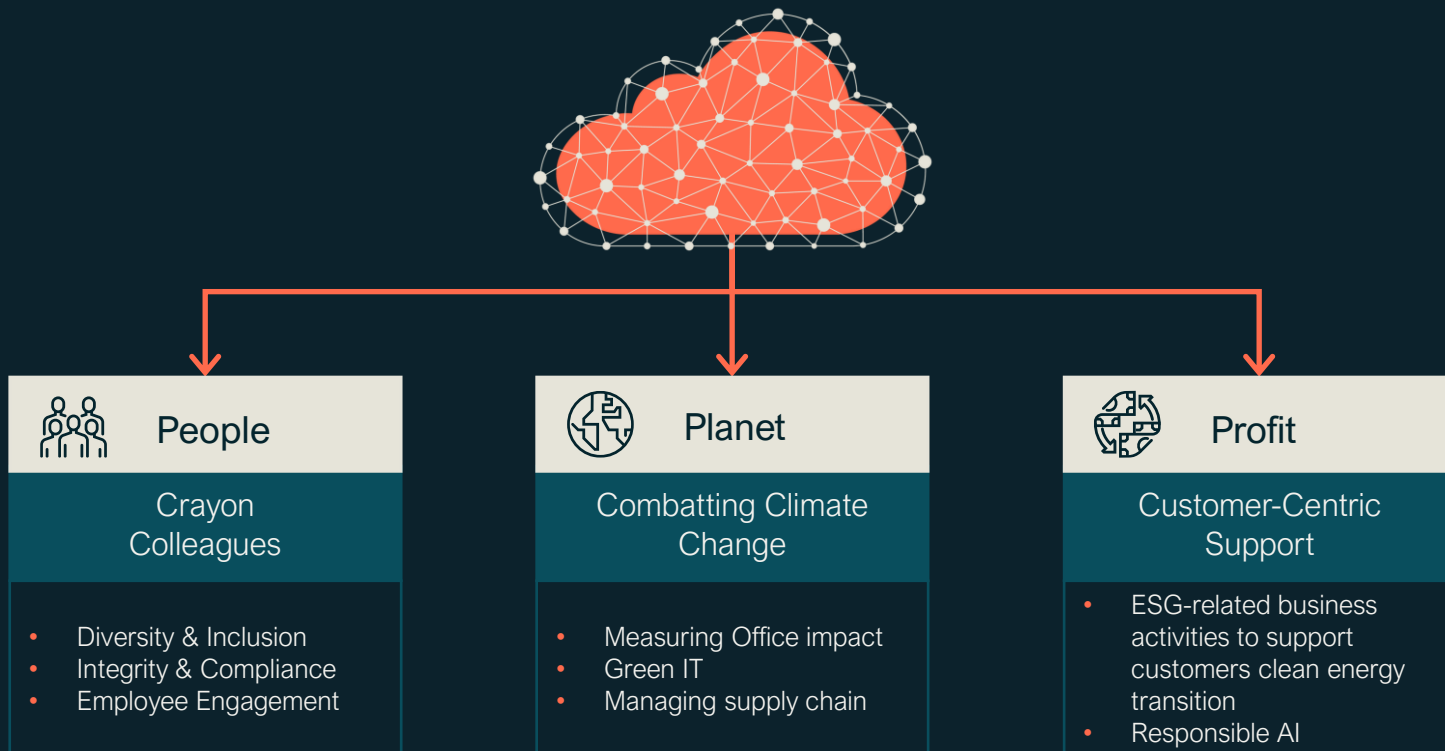 People
Crayon
Colleagues
• Diversity & Inclusion
• Integrity & Compliance
• Employee Engagement
Planet
Combatting Climate
Change
• Measuring Office impact
• Green IT
• Managing supply chain
Profit
Customer-Centric
Support
• ESG-related business
activities to support
customers clean energy
transition
• Responsible AI